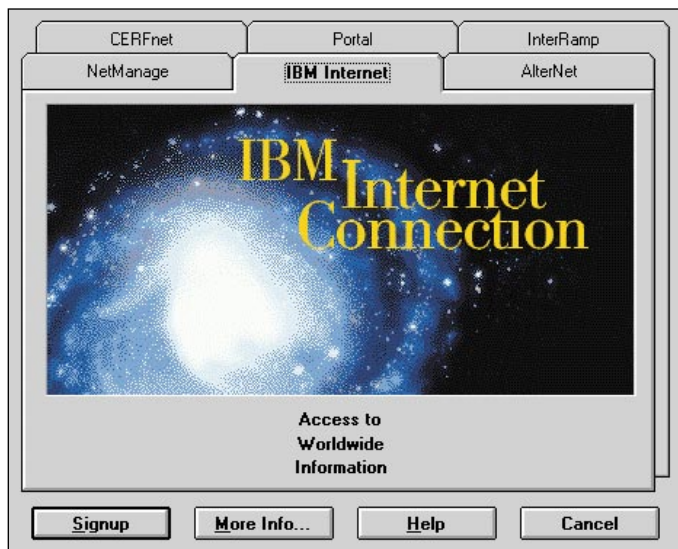 CERFnet Portal InterRamp
NetManage IBM Internet AlterNet
IBM Internet
Connection
Access to
Worldwide
Information
Signup More Info... Help Cancel